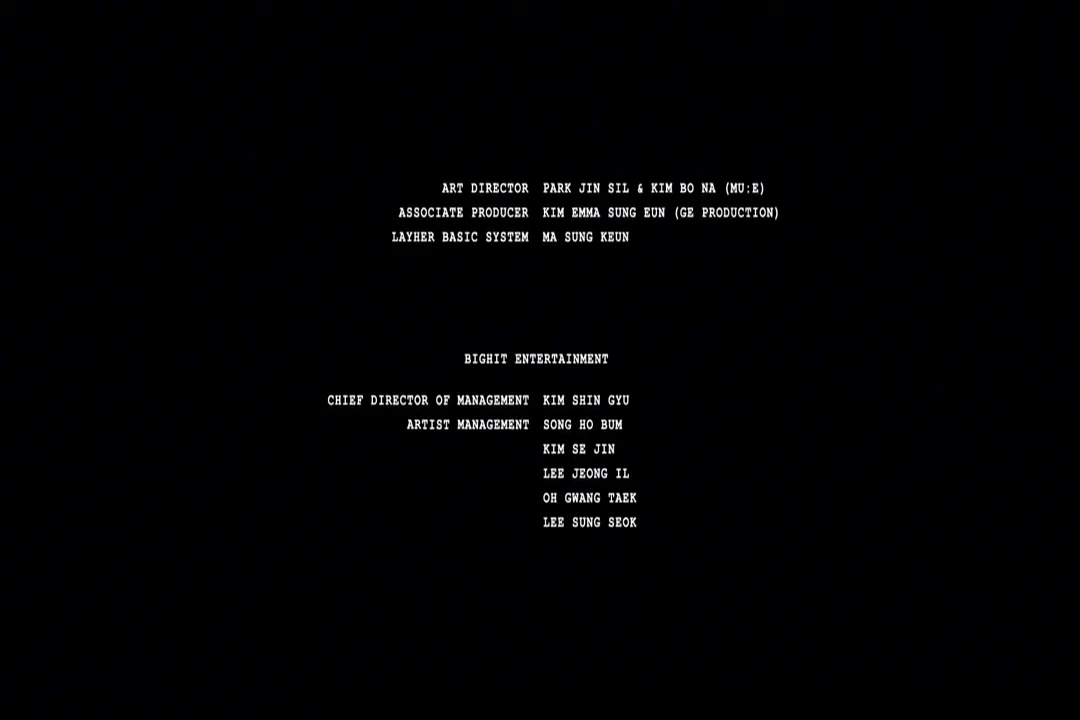 ART DIRECTOR PARK JIN SIL & KIM BO NA (MU:E)
ASSOCIATE PRODUCER KIM EMMA SUNG EUN (GE PRODUCTION)
LAYHER BASIC SYSTEM MA SUNG KEUN
BIGHIT ENTERTAINMENT
CHIEF DIRECTOR OF MANAGEMENT KIM SHIN GYU
ARTIST MANAGEMENT SONG HO BUM
KIM SE JIN
LEE JEONG IL
OH GWANG TAEK
LEE SUNG SEOK